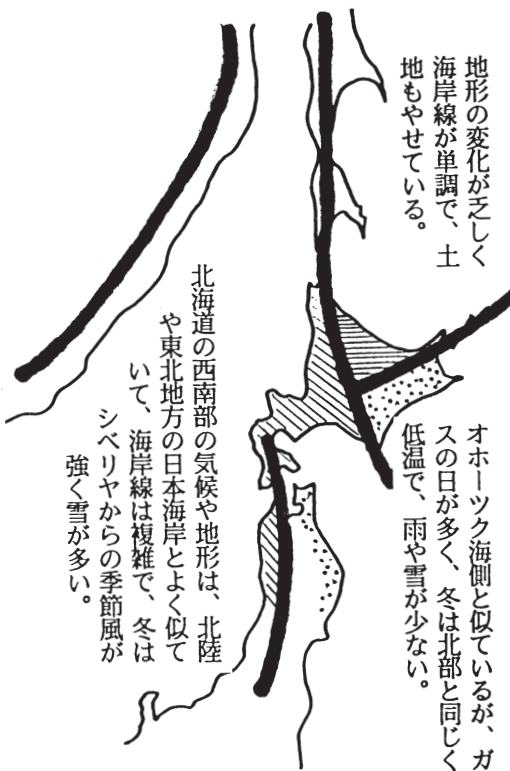 地形の変化が乏しく
海岸線が単調で、土
地もやせている。
オホーツク海側と似ているが、ガ
スの日が多く、冬は北部と同じく
低温で、雨や雪が少ない。
北海道の西南部の気候や地形は、北陸
や東北地方の日本海岸とよく似て
いて、海岸線は複雑で、冬は
シベリヤからの季節風が
強く雪が多い。